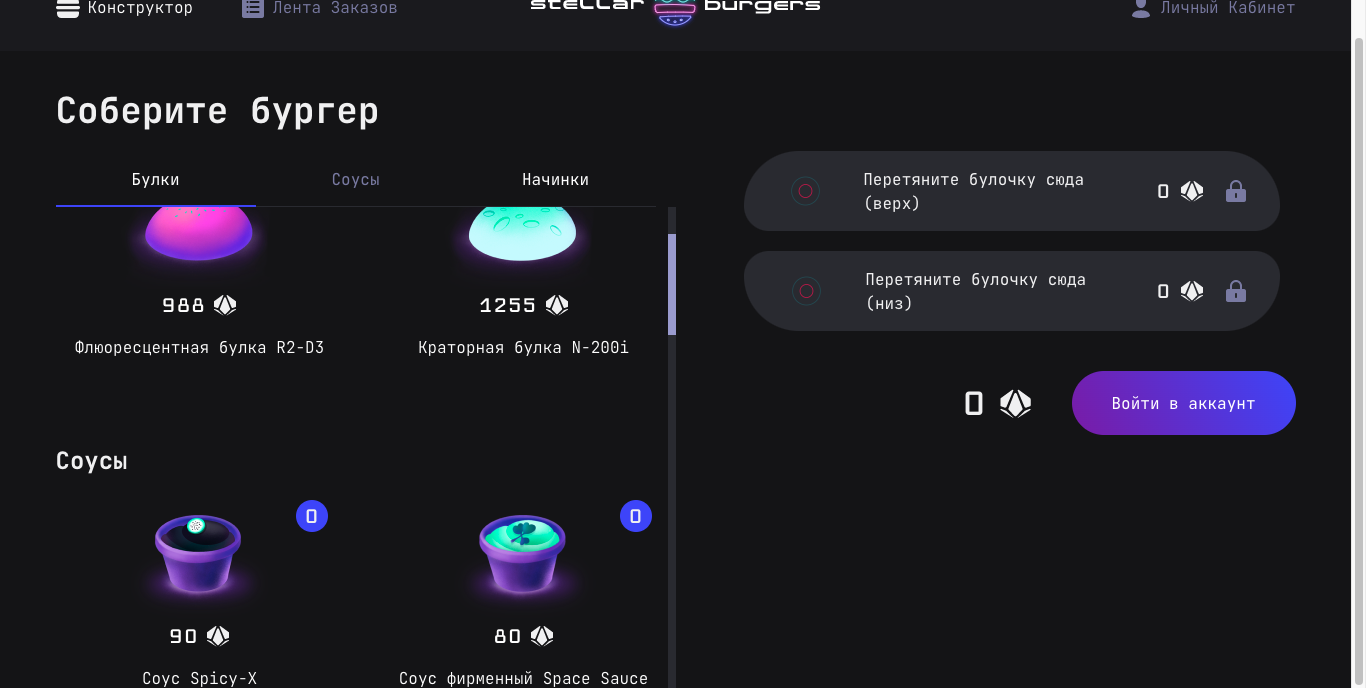 Конструктор
Лента Заказов
stellar burgers
Личный Кабинет
Соберите бургер
Булки
Соусы
Начинки
988
1255
Флюоресцентная булка R2-D3
Краторная булка N-200i
Соусы
0
0
90
80
Соус Spicy-X
Соус фирменный Space Sauce
Перетяните булочку сюда
(верх)
0
Перетяните булочку сюда
(низ)
0
0
Войти в аккаунт